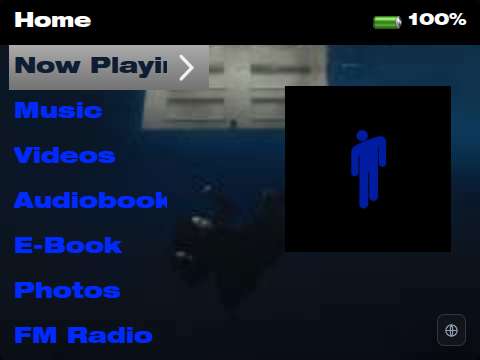 Home
100%
Now Playi
Music
Videos
Audiobook
E-Book
Photos
FM Radio